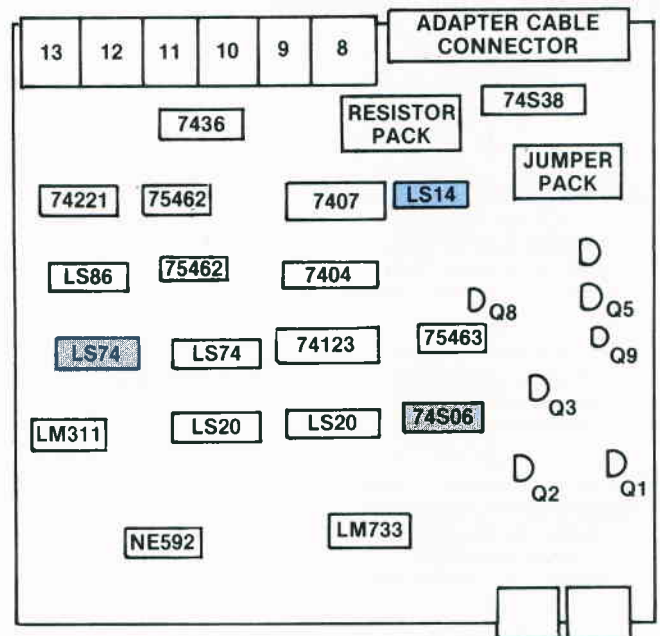 ADAPTER CABLE
CONNECTOR
13 12 11 10 9 8
74S38
7436
RESISTOR
PACK
JUMPER
PACK
74221 75462 7407 LS14
LS86 75462 7404
Q8 Q5
LS74 LS74 74123 75463 Q9
Q3
LM311 LS20 LS20 74S06
Q2 Q1
NE592 LM733